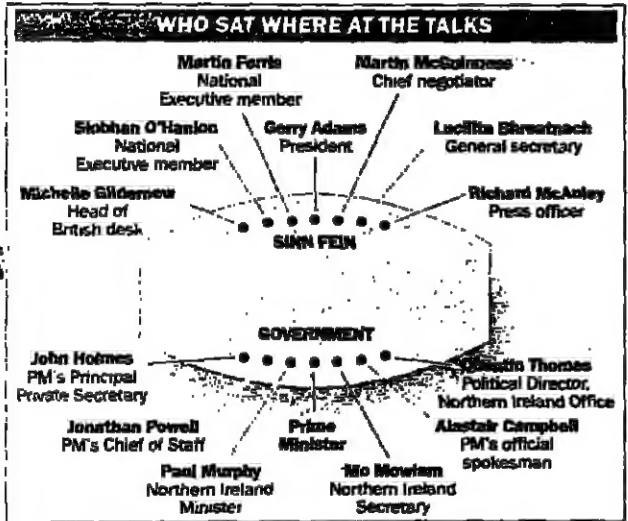 WHO SAT WHERE AT THE TALKS
Martin Ferris
National
Executive member
Martin McGuinness
Chief negotiator
Siobhan O'Hanlon
National
Executive member
Gerry Adams
President
Lucilita Bhreatnach
General secretary
Michelle Gildernew
Head of
British desk
Richard McAuley
Press officer
SINN FEIN
GOVERNMENT
John Holmes
PM's Principal
Private Secretary
Quentin Thomas
Political Director,
Northern Ireland Office
Jonathan Powell
PM's Chief of Staff
Prime
Minister
Alastair Campbell
PM's official
spokesman
Paul Murphy
Northern Ireland
Minister
Mo Mowlam
Northern Ireland
Secretary